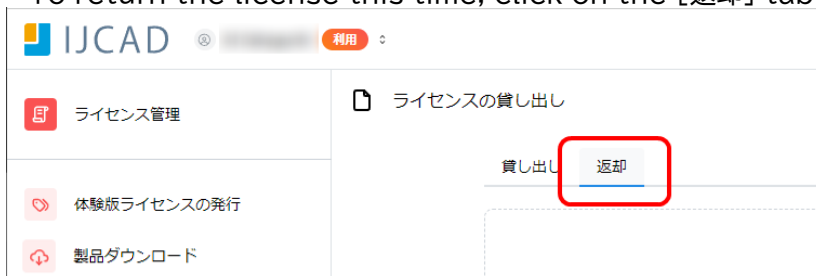 To return the license this time, click on the [返却] tab
IJCAD 利用
ライセンス管理
ライセンスの貸し出し
貸し出し 返却
体験版ライセンスの発行
製品ダウンロード